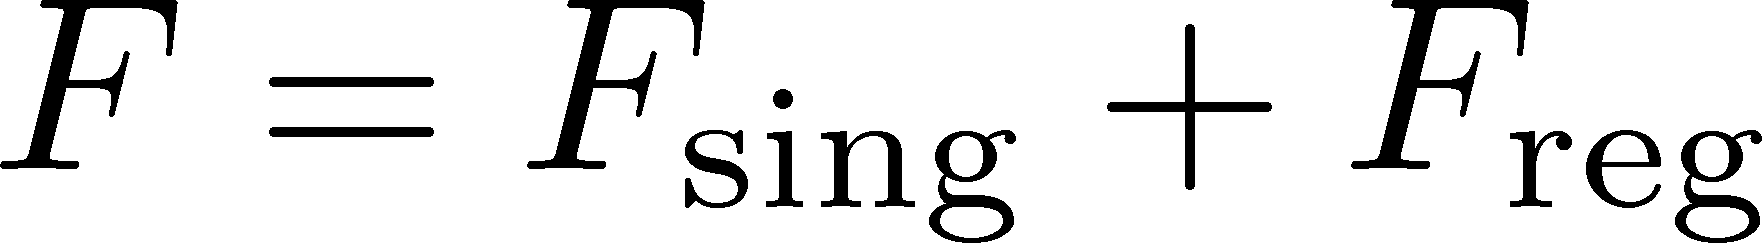 F = F_sing + F_reg